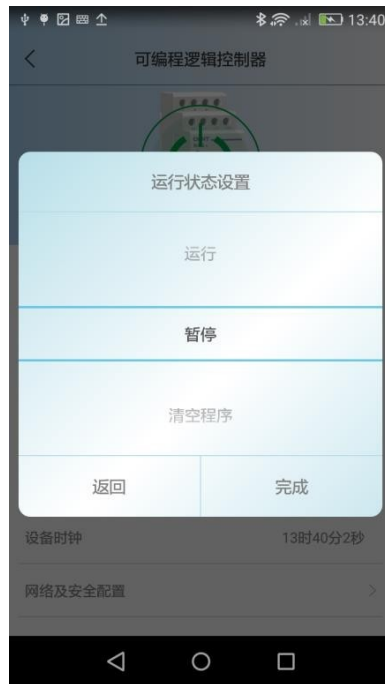 13:40
可编程逻辑控制器
运行状态设置
运行
暂停
清空程序
返回
完成
设备时钟
13时40分2秒
网络及安全配置